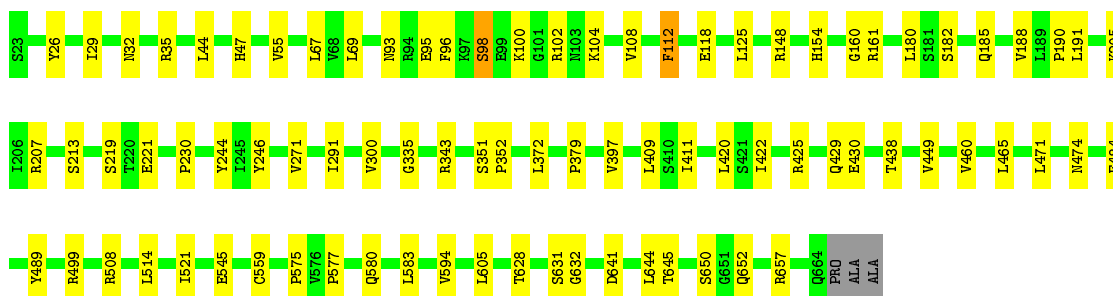 S23 Y26 I29 N32 R35 L44 H47 V55 L67 V68 L69 N93 R94 E95 F96 K97 S98 E99 K100 G101 R102 N103 K104 V108 F112 E118 L125 R148 H154 G160 R161 L180 S181 S182 Q185 V188 L189 P190 L191
I206 R207 S213 S219 T220 E221 P230 Y244 I245 Y246 V271 I291 V300 G335 R343 S351 P352 L372 P379 V397 L409 S410 I411 L420 S421 I422 R425 Q429 E430 T438 V449 V460 L465 L471 N474
Y489 R499 R508 L514 I521 E545 C559 P575 V576 P577 Q580 L583 V594 L605 T628 S631 G632 D641 L644 T645 S650 G651 Q652 R657 Q664 PRO ALA ALA